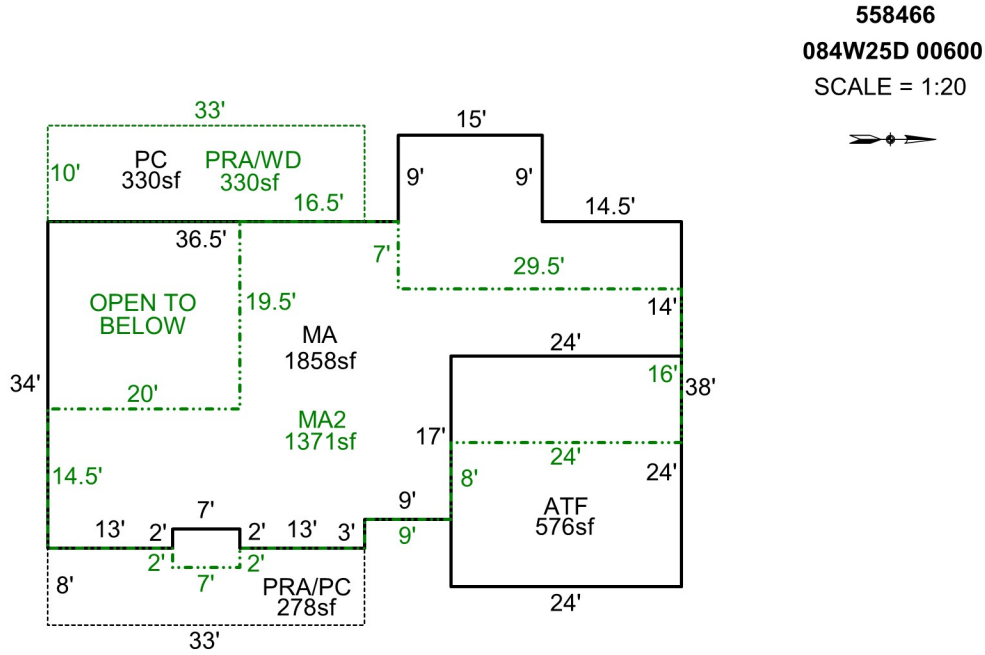 558466
084W25D 00600
SCALE = 1:20
33'
15'
10'
PC
330sf
PRA/WD
330sf
9'
9'
16.5'
14.5'
36.5'
7'
29.5'
OPEN TO
BELOW
19.5'
14'
MA
1858sf
24'
34'
20'
16'
38'
MA2
1371sf
17'
24'
14.5'
8'
24'
7'
9'
ATF
576sf
13'
2'
2'
13'
3'
9'
2'
7'
2'
8'
PRA/PC
278sf
24'
33'